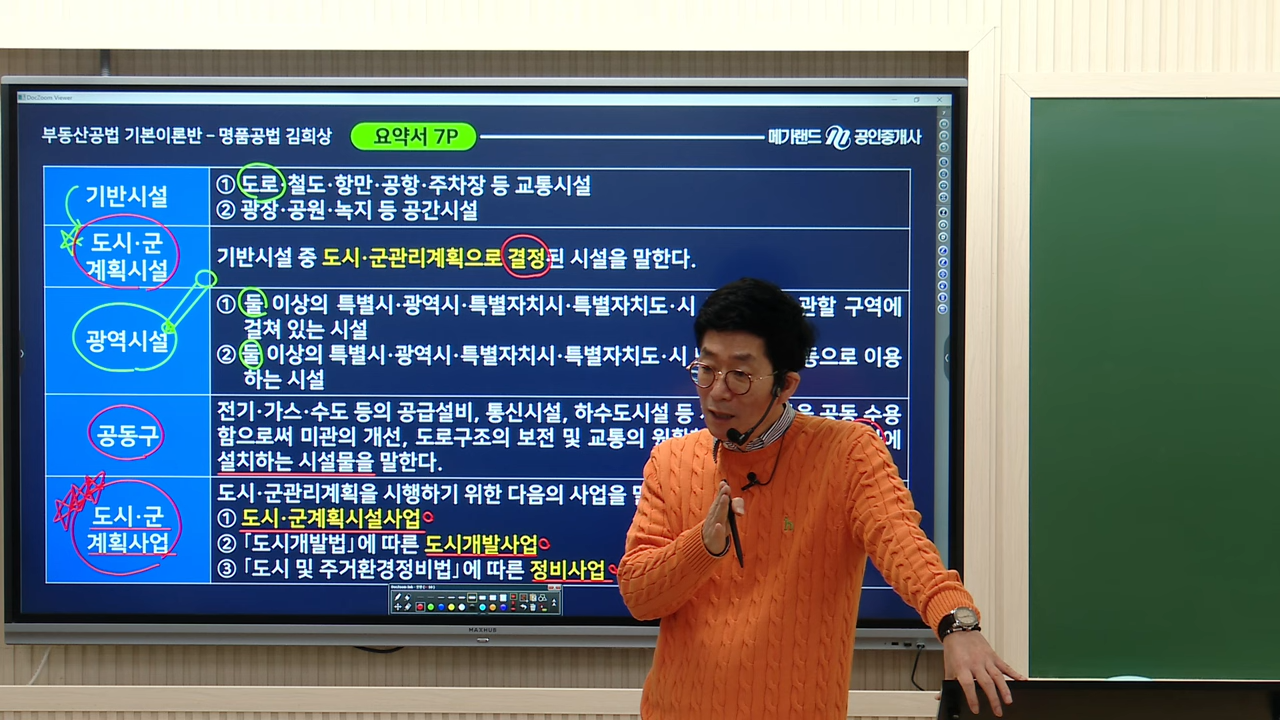 DocZoom Viewer
부동산공법 기본이론반 – 명품공법 김희상
요약서 7P
메가랜드 공인중개사
기반시설
① 도로·철도·항만·공항·주차장 등 교통시설
② 광장·공원·녹지 등 공간시설
도시·군
계획시설
기반시설 중 도시·군관리계획으로 결정된 시설을 말한다.
광역시설
① 둘 이상의 특별시·광역시·특별자치시·특별자치도·시 관할 구역에
걸쳐 있는 시설
② 둘 이상의 특별시·광역시·특별자치시·특별자치도·시 이용
하는 시설
공동구
전기·가스·수도 등의 공급설비, 통신시설, 하수도시설 등 공동 수용
함으로써 미관의 개선, 도로구조의 보전 및 교통의 에
설치하는 시설물을 말한다.
도시·군
계획사업
도시·군관리계획을 시행하기 위한 다음의 사업을
① 도시·군계획시설사업
② 「도시개발법」에 따른 도시개발사업
③ 「도시 및 주거환경정비법」에 따른 정비사업
MAXHUB